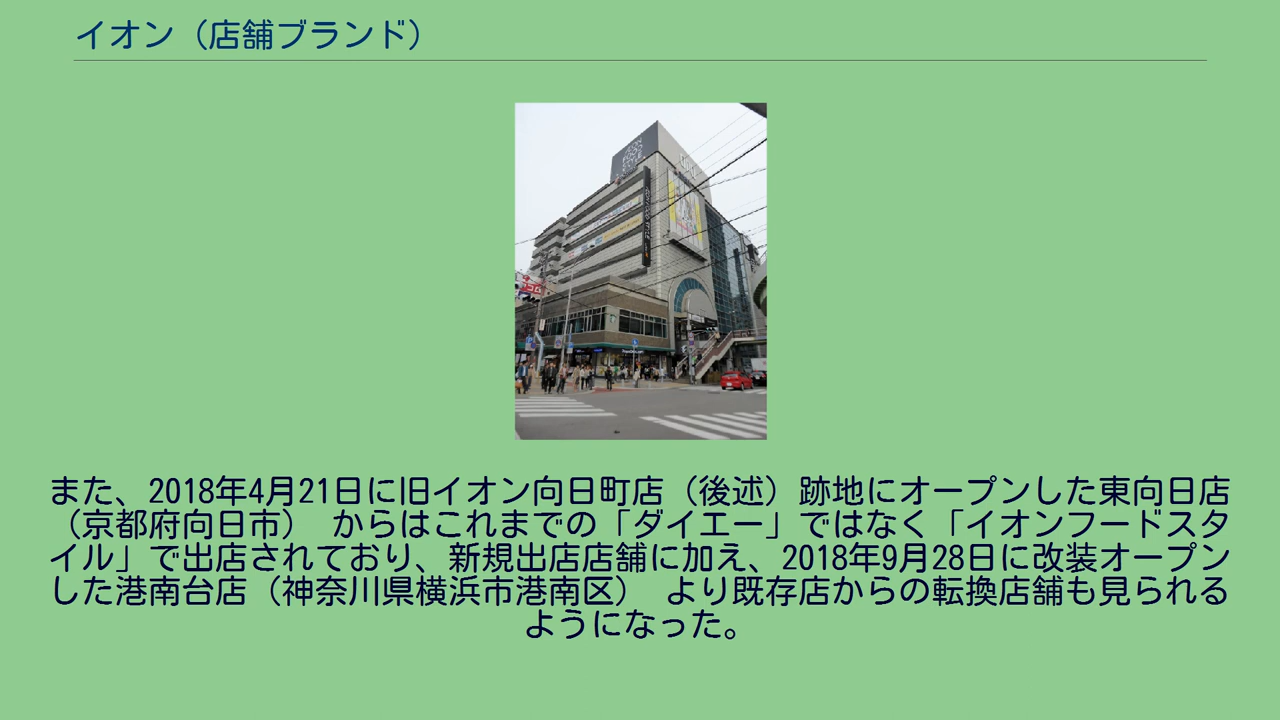 イオン（店舗ブランド）
また、2018年4月21日に旧イオン向日町店（後述）跡地にオープンした東向日店
（京都府向日市） からはこれまでの「ダイエー」ではなく「イオンフードスタ
イル」で出店されており、新規出店店舗に加え、2018年9月28日に改装オープン
した港南台店（神奈川県横浜市港南区） より既存店からの転換店舗も見られる
ようになった。